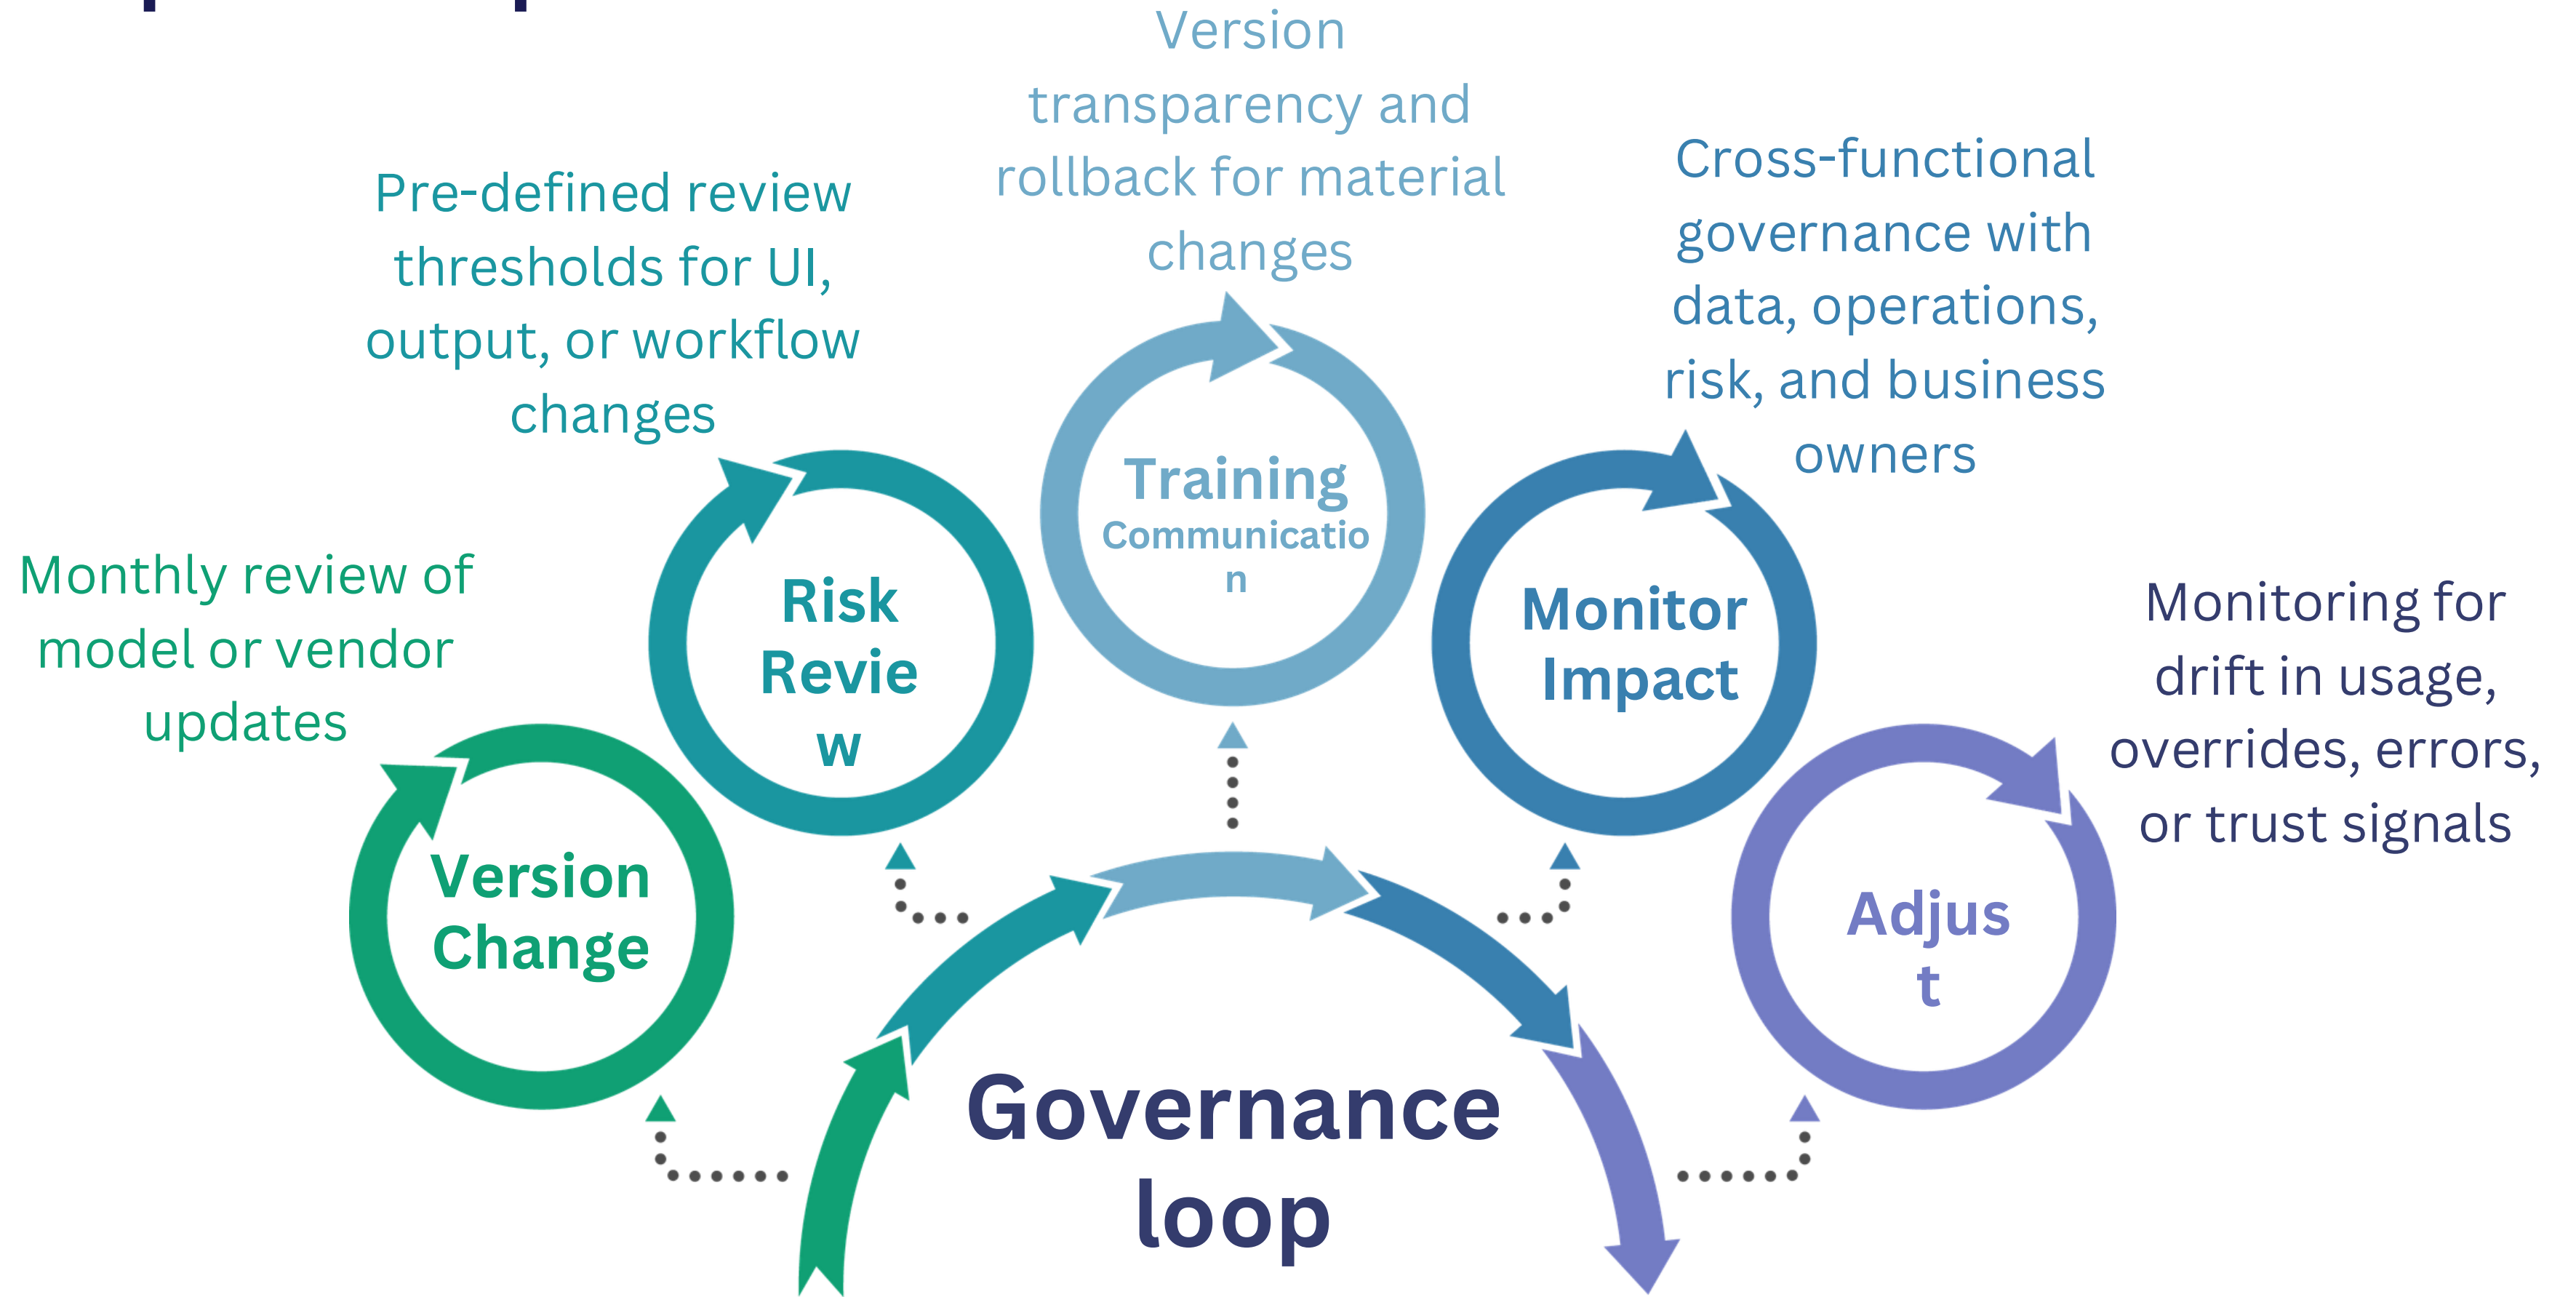 Version
transparency and
rollback for material
changes
Pre-defined review
thresholds for UI,
output, or workflow
changes
Cross-functional
governance with
data, operations,
risk, and business
owners
Monthly review of
model or vendor
updates
Monitoring for
drift in usage,
overrides, errors,
or trust signals
Version
Change
Risk
Revie
w
Training
Communicatio
n
Monitor
Impact
Adjus
t
Governance
loop